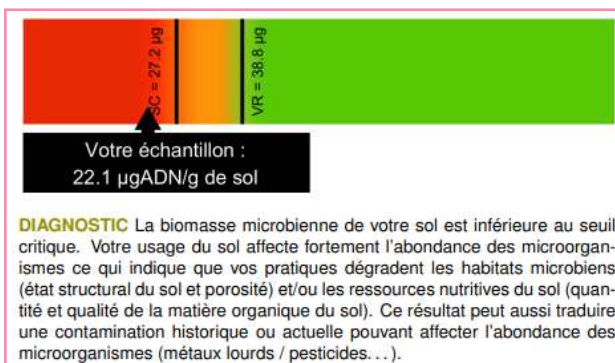 SC = 27.2 µg
VR = 38.8 µg
Votre échantillon :
22.1 µgADN/g de sol
DIAGNOSTIC La biomasse microbienne de votre sol est inférieure au seuil
critique. Votre usage du sol affecte fortement l'abondance des microorgan-
ismes ce qui indique que vos pratiques dégradent les habitats microbiens
(état structural du sol et porosité) et/ou les ressources nutritives du sol (quan-
tité et qualité de la matière organique du sol). Ce résultat peut aussi traduire
une contamination historique ou actuelle pouvant affecter l'abondance des
microorganismes (métaux lourds / pesticides...).